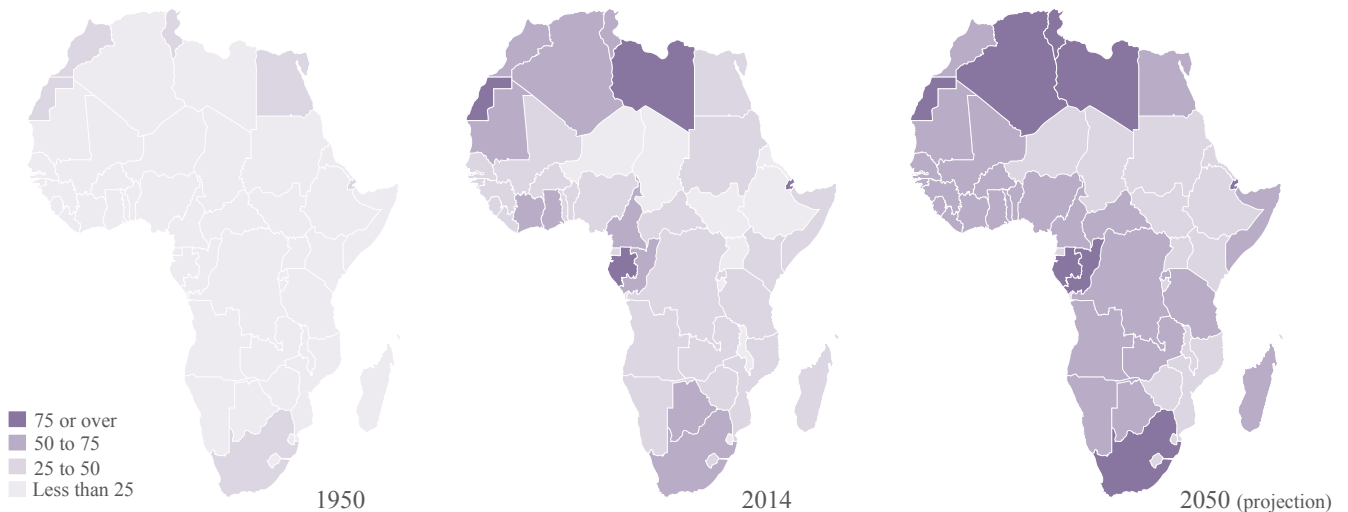 75 or over
50 to 75
25 to 50
Less than 25
1950
2014
2050 (projection)